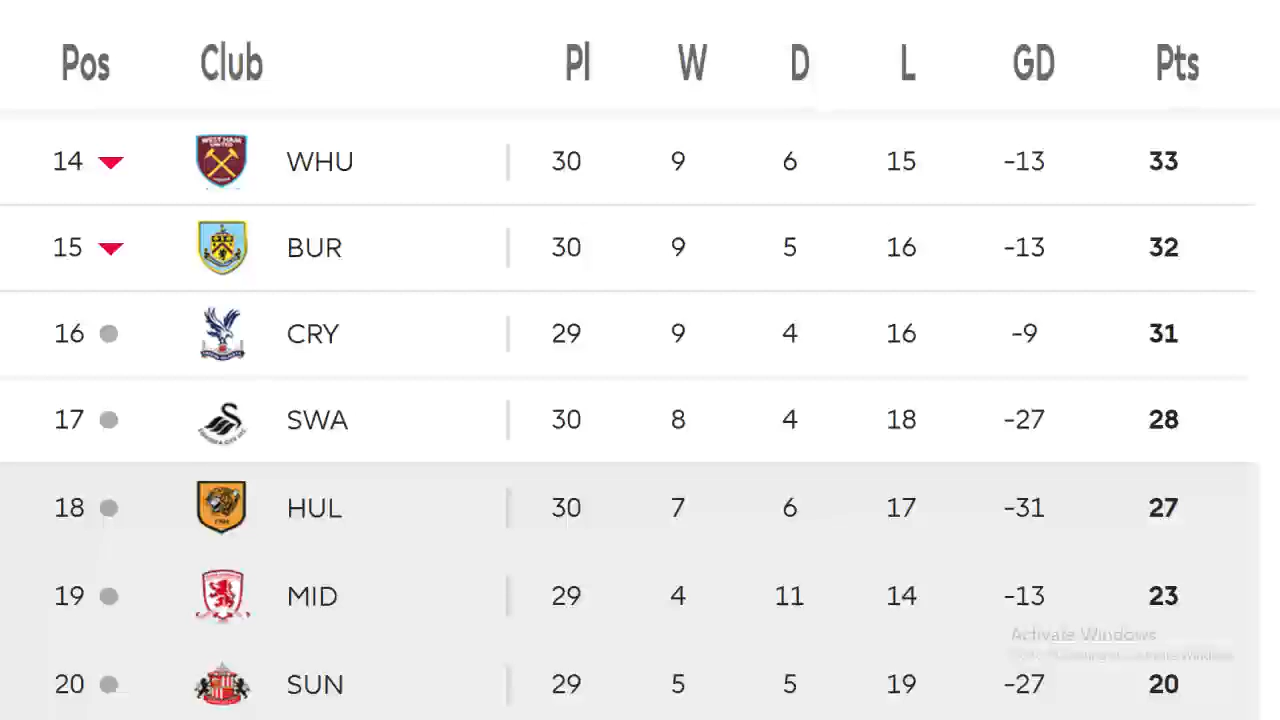 Pos Club Pl W D L GD Pts
14 WEST HAM UNITED WHU 30 9 6 15 -13 33
15 BUR 30 9 5 16 -13 32
16 CRY 29 9 4 16 -9 31
17 SWA 30 8 4 18 -27 28
18 HUL 30 7 6 17 -31 27
19 MID 29 4 11 14 -13 23
Activate Windows
20 SUN 29 5 5 19 -27 20